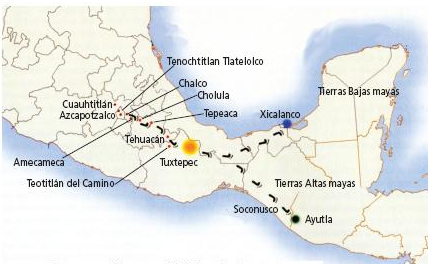 Tenochtitlan Tlatelolco
Chalco
Cholula
Tierras Bajas mayas
Cuauhtitlán
Azcapotzalco
Tepeaca
Xicalanco
Tehuacán
Amecameca
Tuxtepec
Teotitlán del Camino
Tierras Altas mayas
Soconusco
Ayutla